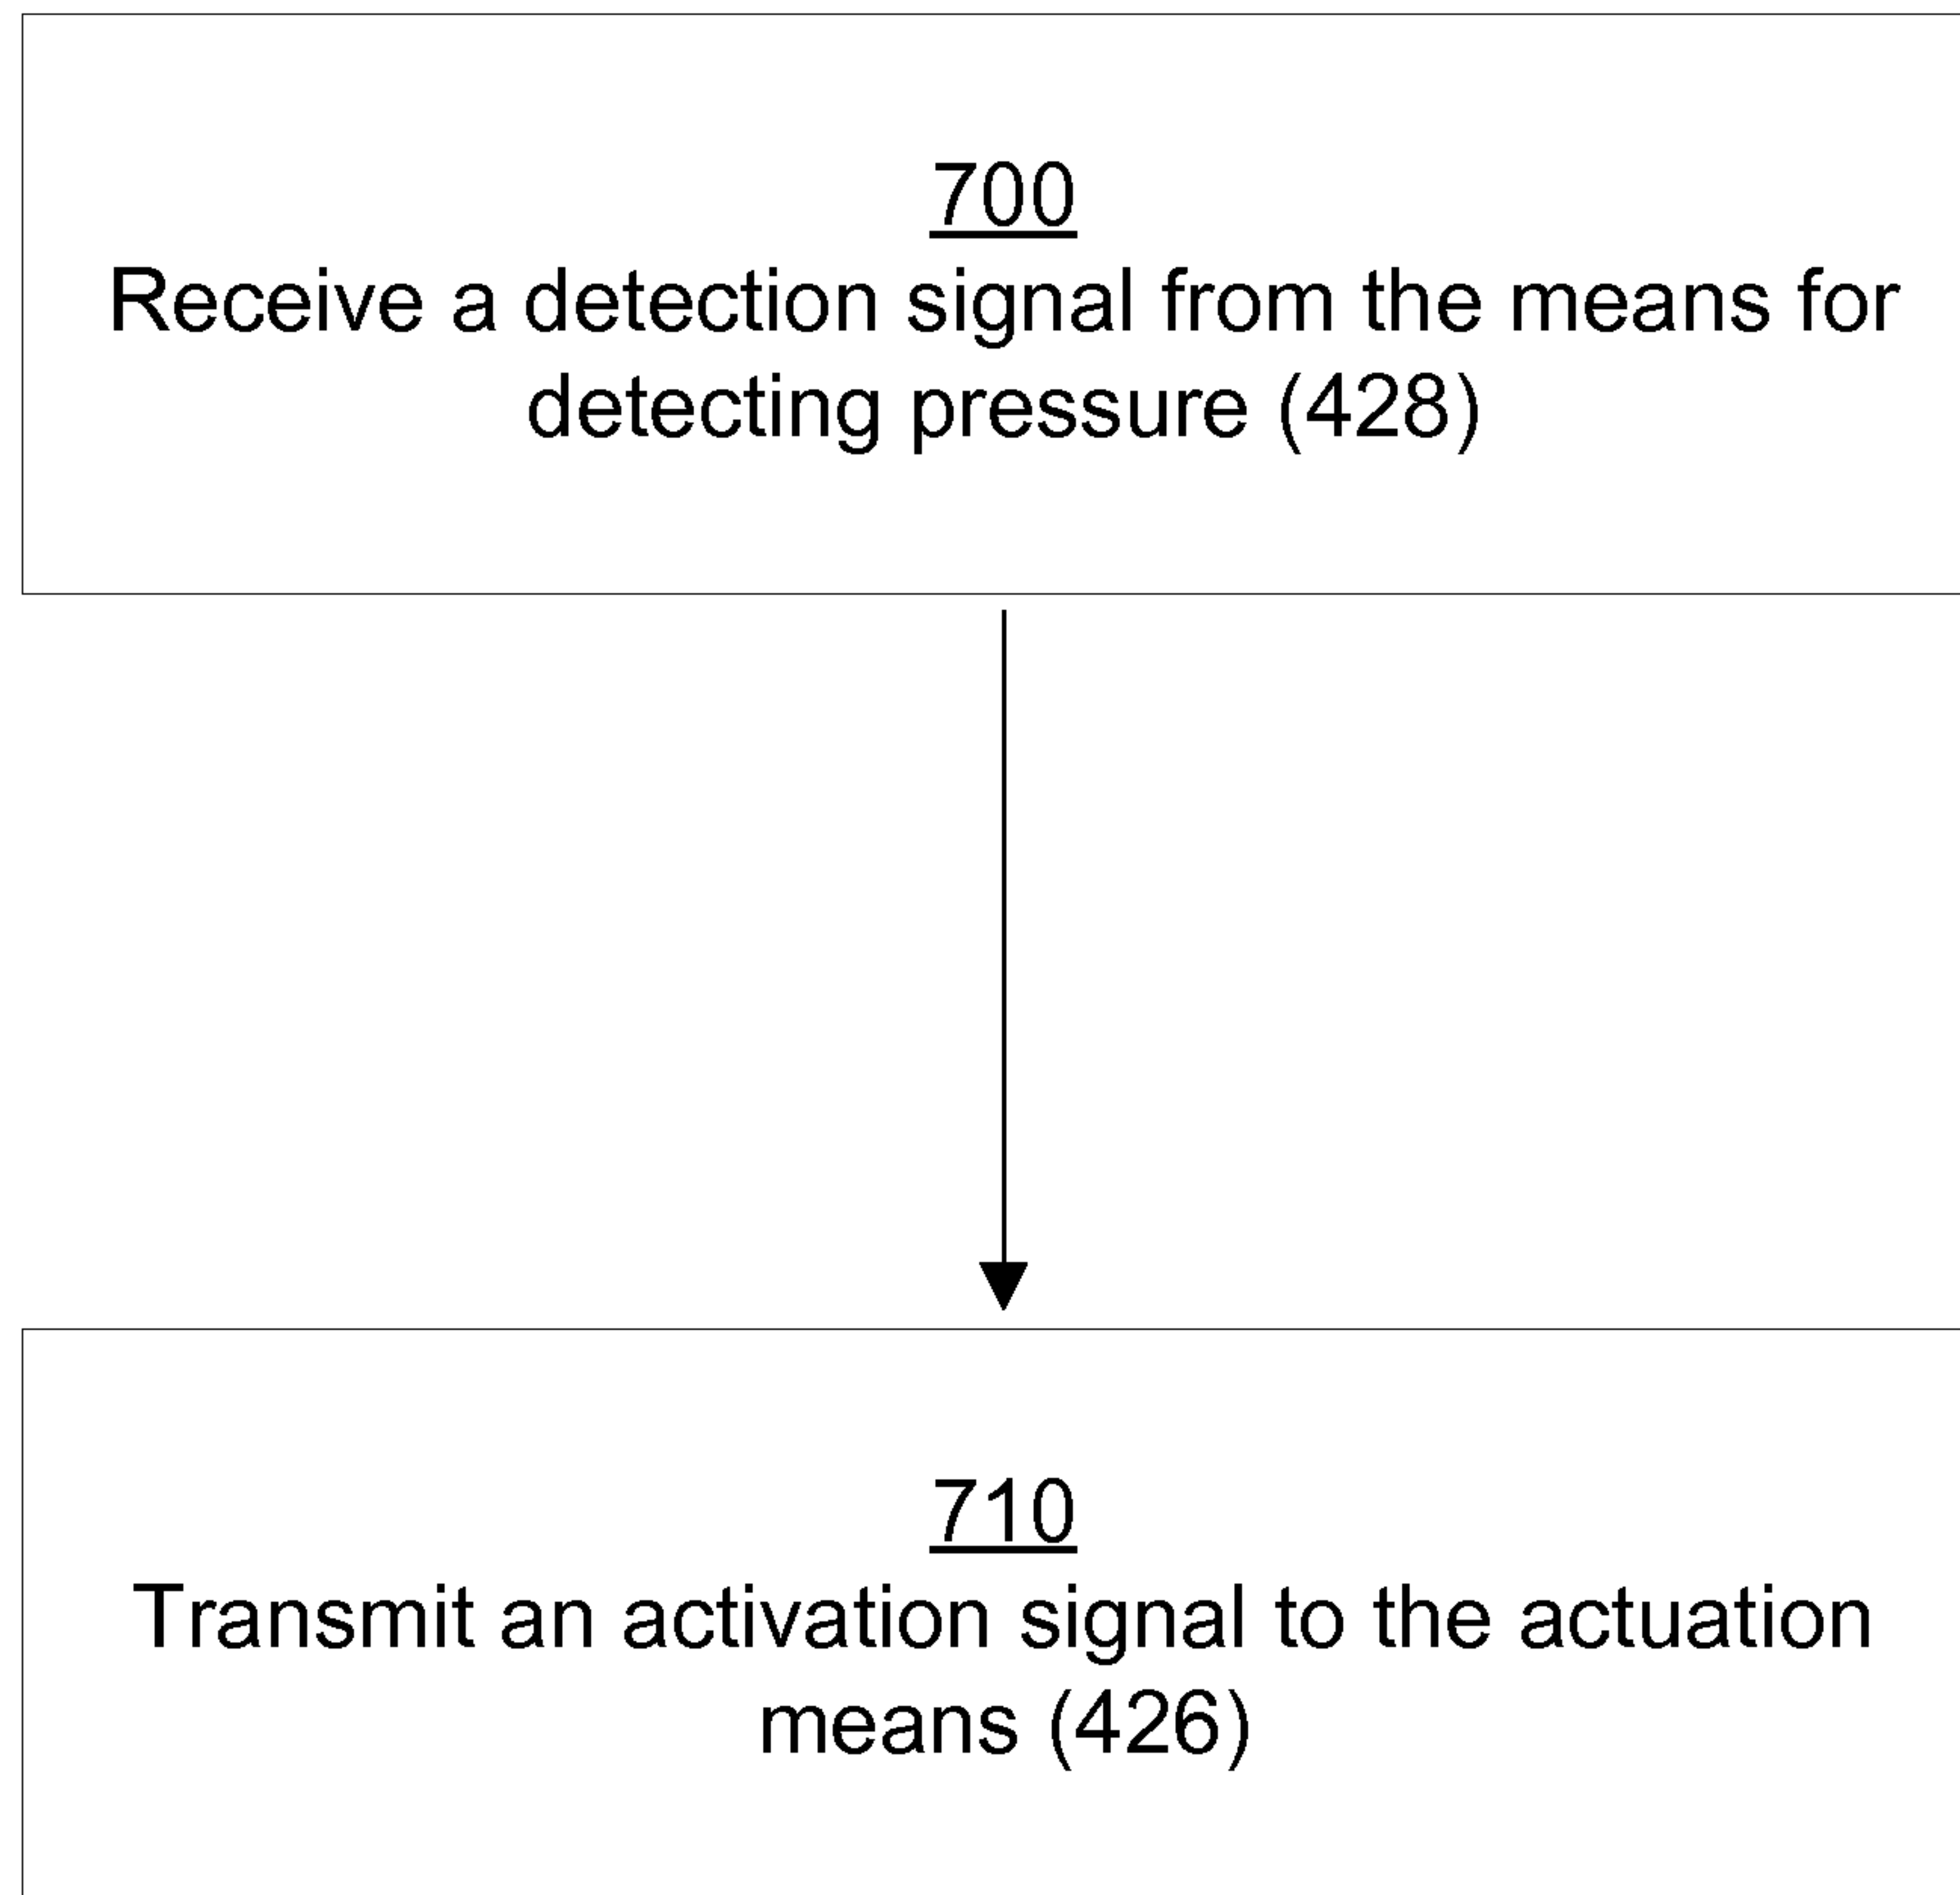 700
Receive a detection signal from the means for
detecting pressure (428)
710
Transmit an activation signal to the actuation
means (426)